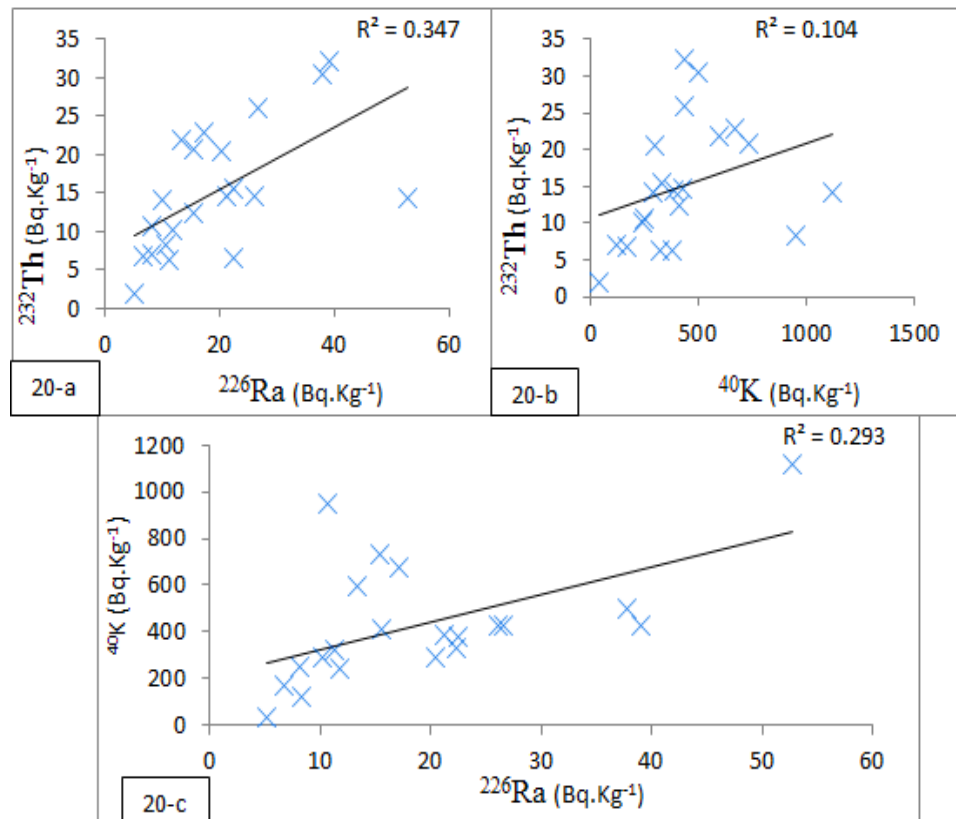 R² = 0.347
²³²Th (Bq.Kg⁻¹)
35
30
25
20
15
10
5
0
0 20 40 60
20-a
²²⁶Ra (Bq.Kg⁻¹)
R² = 0.104
²³²Th (Bq.Kg⁻¹)
35
30
25
20
15
10
5
0
0 500 1000 1500
20-b
⁴⁰K (Bq.Kg⁻¹)
R² = 0.293
⁴⁰K (Bq.Kg⁻¹)
1200
1000
800
600
400
200
0
0 10 20 30 40 50 60
20-c
²²⁶Ra (Bq.Kg⁻¹)